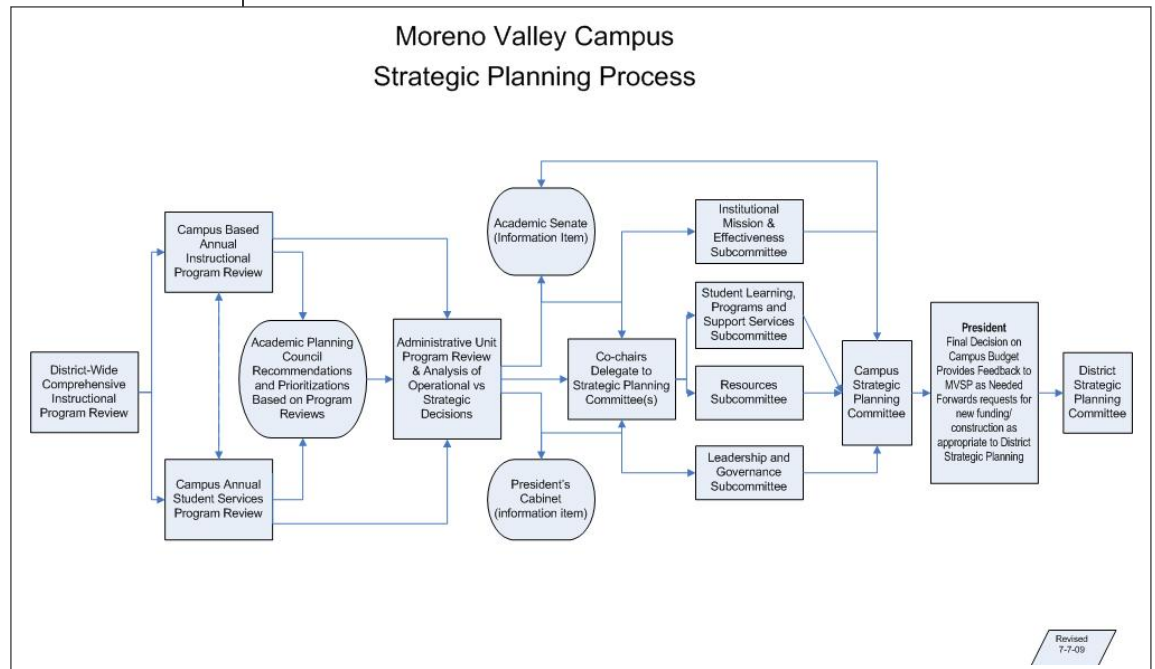 Moreno Valley Campus
Strategic Planning Process
District-Wide
Comprehensive
Instructional
Program Review
Campus Based
Annual
Instructional
Program Review
Campus Annual
Student Services
Program Review
Academic Planning
Council
Recommendations
and Prioritizations
Based on Program
Reviews
Administrative Unit
Program Review
& Analysis of
Operational vs
Strategic
Decisions
Academic Senate
(Information Item)
President's
Cabinet
(information item)
Co-chairs
Delegate to
Strategic Planning
Committee(s)
Institutional
Mission &
Effectiveness
Subcommittee
Student Learning,
Programs and
Support Services
Subcommittee
Resources
Subcommittee
Leadership and
Governance
Subcommittee
Campus
Strategic
Planning
Committee
President
Final Decision on
Campus Budget
Provides Feedback to
MVSP as Needed
Forwards requests for
new funding/
construction as
appropriate to District
Strategic Planning
District
Strategic
Planning
Committee
Revised
7-7-09